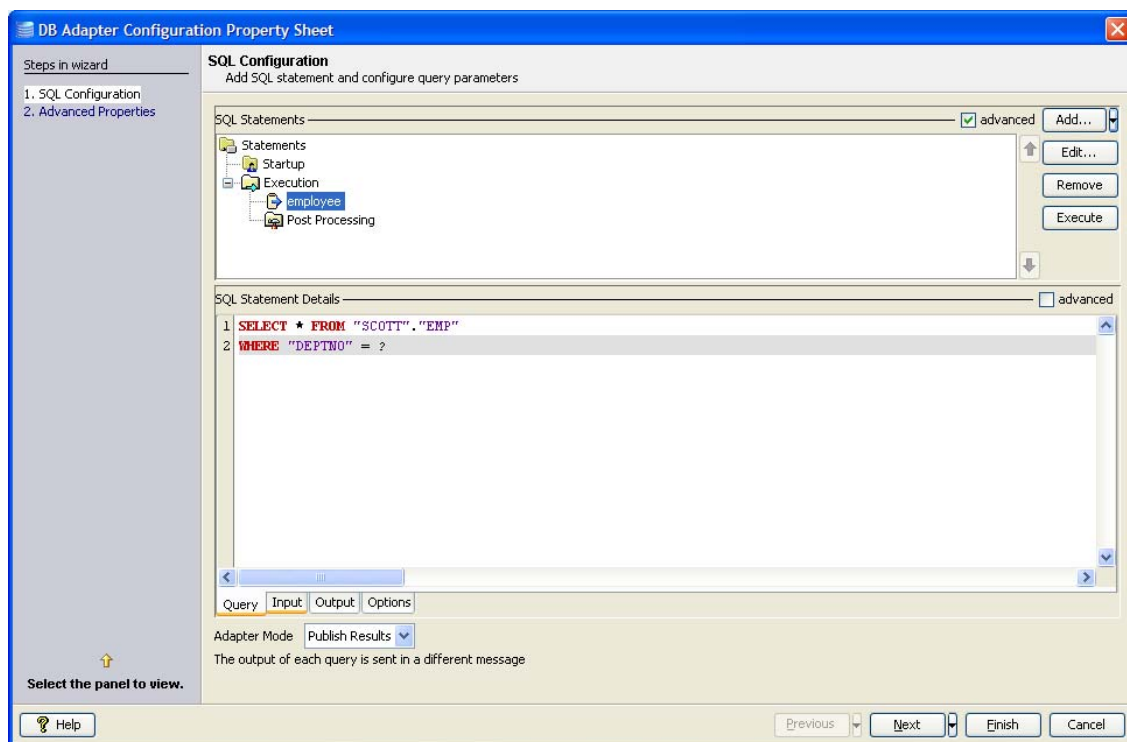 DB Adapter Configuration Property Sheet
Steps in wizard
1. SQL Configuration
2. Advanced Properties
SQL Configuration
Add SQL statement and configure query parameters
SQL Statements
advanced
Add...
Statements
Startup
Execution
employee
Post Processing
Edit...
Remove
Execute
SQL Statement Details
advanced
1 SELECT * FROM "SCOTT"."EMP"
2 WHERE "DEPTNO" = ?
Query Input Output Options
Adapter Mode Publish Results
The output of each query is sent in a different message
Select the panel to view.
? Help
Previous Next Finish Cancel